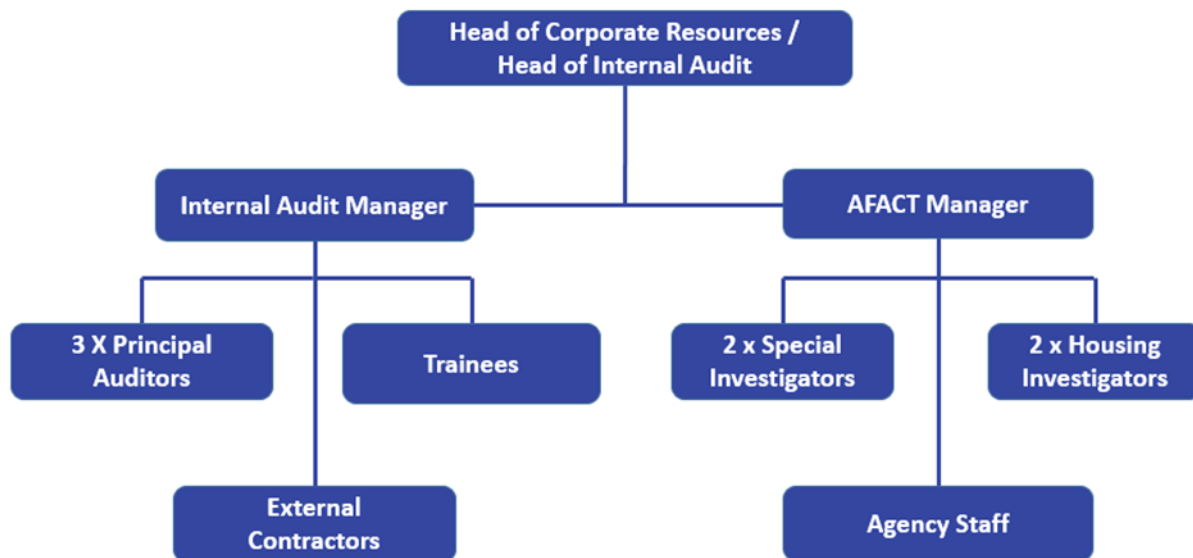 Head of Corporate Resources /
Head of Internal Audit
Internal Audit Manager
AFACT Manager
3 X Principal
Auditors
Trainees
2 x Special
Investigators
2 x Housing
Investigators
External
Contractors
Agency Staff